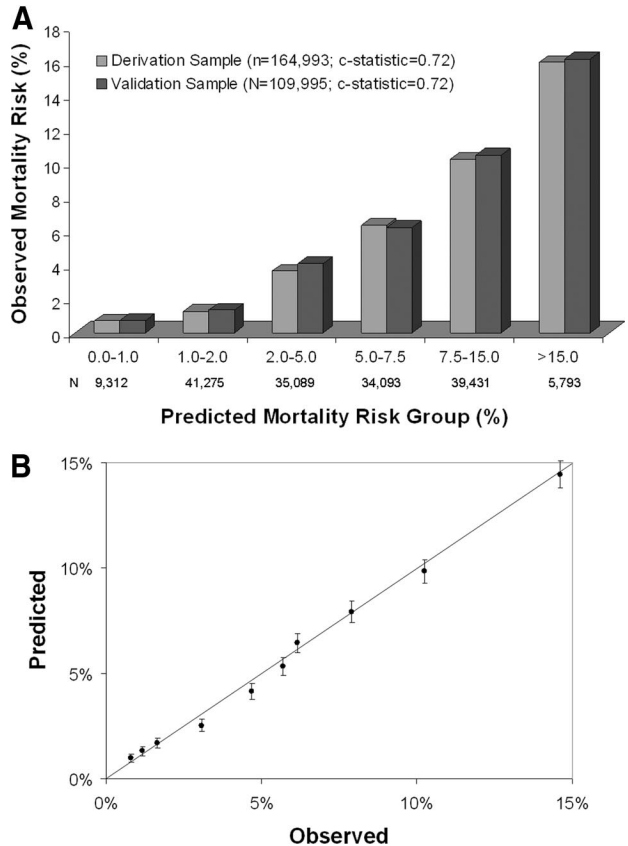 A
18
16
14
12
10
8
6
4
2
0
Observed Mortality Risk (%)
Derivation Sample (n=164,993; c-statistic=0.72)
Validation Sample (N=109,995; c-statistic=0.72)
0.0-1.0 1.0-2.0 2.0-5.0 5.0-7.5 7.5-15.0 >15.0
N 9,312 41,275 35,089 34,093 39,431 5,793
Predicted Mortality Risk Group (%)
B
15%
10%
5%
0%
Predicted
0% 5% 10% 15%
Observed